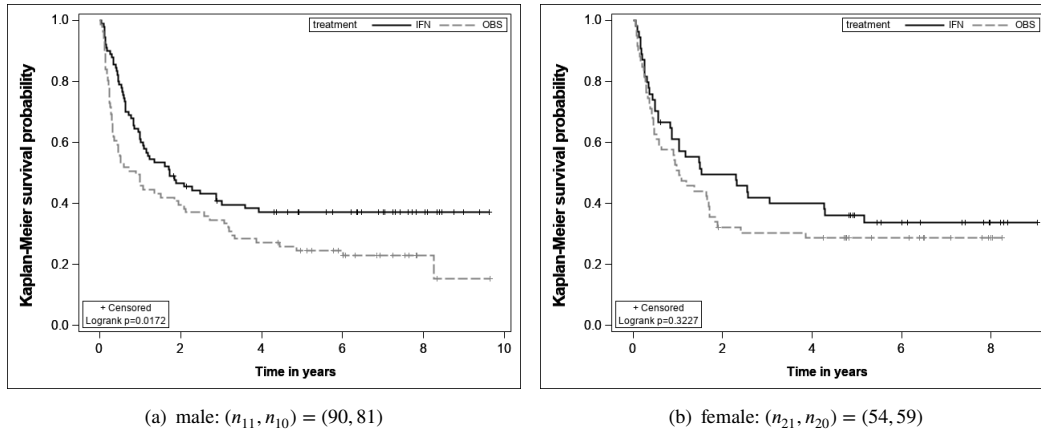 treatment IFN OBS
1.0
0.8
0.6
0.4
0.2
0.0
Kaplan-Meier survival probability
+ Censored
Logrank p=0.0172
0 2 4 6 8 10
Time in years
(a) male: (n₁₁, n₁₀) = (90, 81)
treatment IFN OBS
1.0
0.8
0.6
0.4
0.2
0.0
Kaplan-Meier survival probability
+ Censored
Logrank p=0.3227
0 2 4 6 8
Time in years
(b) female: (n₂₁, n₂₀) = (54, 59)